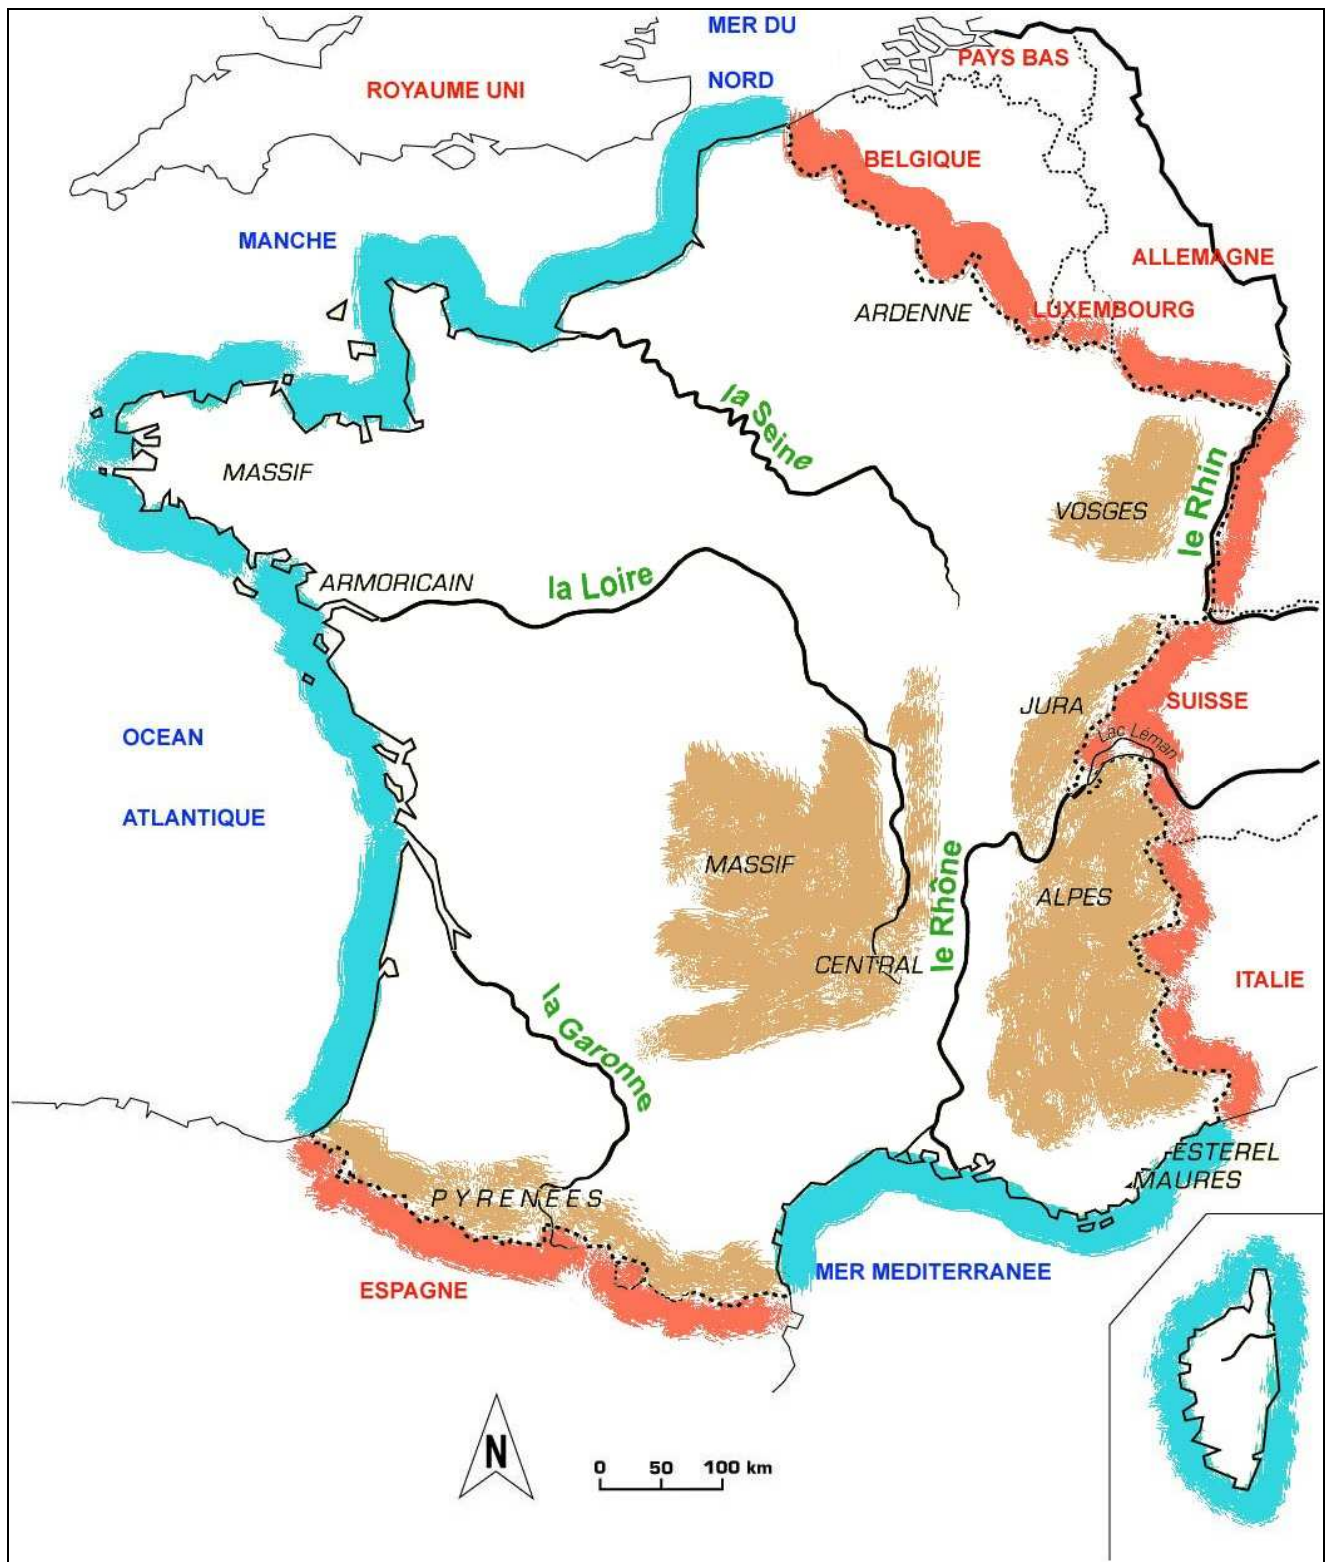 MER DU
NORD
PAYS BAS
ROYAUME UNI
BELGIQUE
MANCHE
ALLEMAGNE
ARDENNE
LUXEMBOURG
la Seine
MASSIF
VOSGES
le Rhin
ARMORICAIN
la Loire
JURA
SUISSE
Lac Léman
OCEAN
ATLANTIQUE
MASSIF
le Rhône
ALPES
CENTRAL
ITALIE
la Garonne
ESTEREL
MAURES
PYRENEES
MER MEDITERRANEE
ESPAGNE
N
0 50 100 km